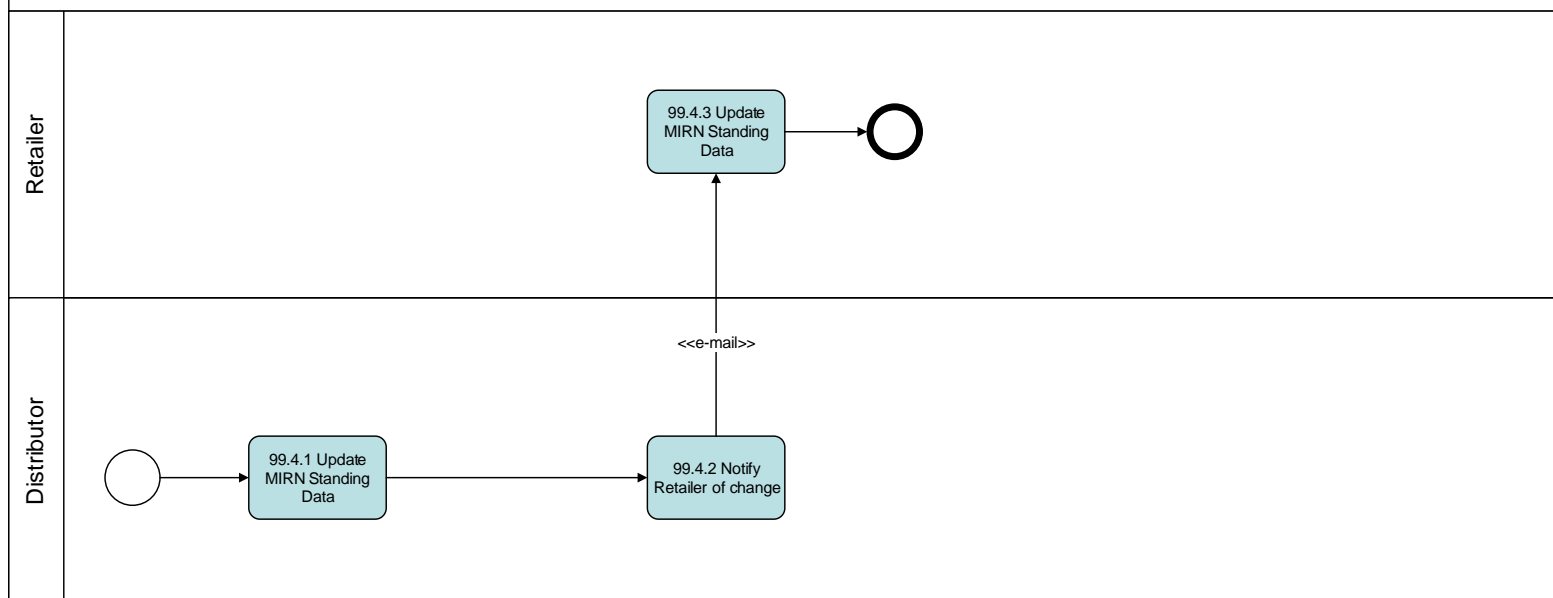 Retailer
99.4.3 Update
MIRN Standing
Data
<<e-mail>>
Distributor
99.4.1 Update
MIRN Standing
Data
99.4.2 Notify
Retailer of change